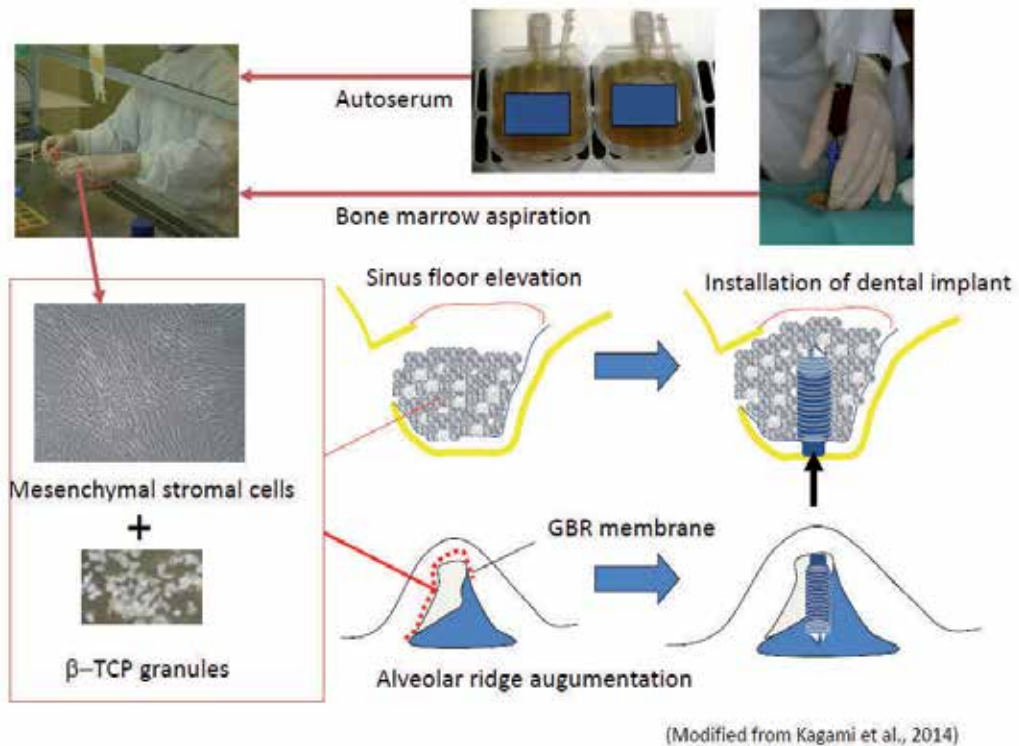 Autoserum
Bone marrow aspiration
Sinus floor elevation
Installation of dental implant
Mesenchymal stromal cells
+
β–TCP granules
GBR membrane
Alveolar ridge augumentation
(Modified from Kagami et al., 2014)